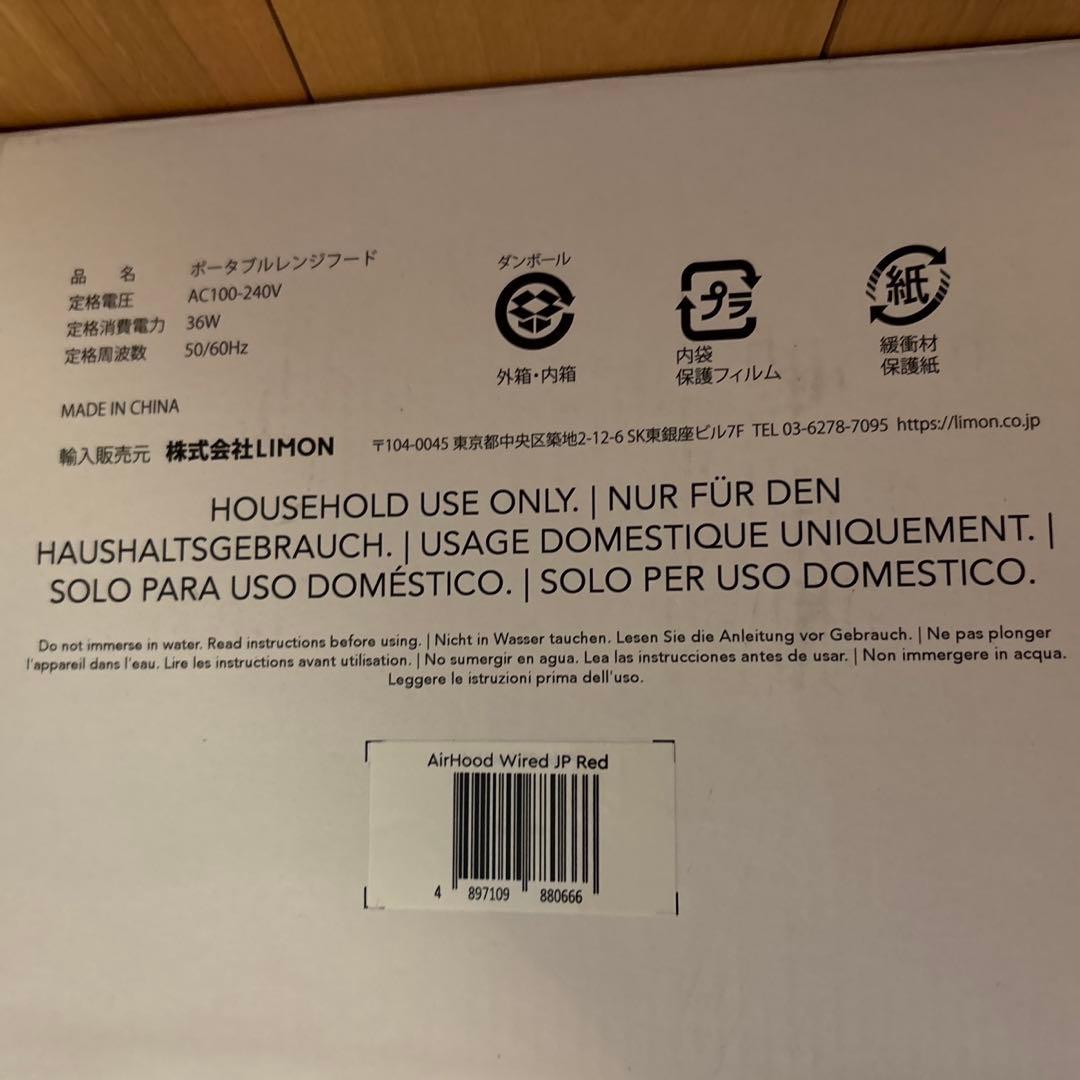 品　名　ポータブルレンジフード
定格電圧　AC100-240V
定格消費電力　36W
定格周波数　50/60Hz
MADE IN CHINA
ダンボール
外箱・内箱
プラ
内袋
保護フィルム
紙
緩衝材
保護紙
輸入販売元　株式会社LIMON　〒104-0045 東京都中央区築地2-12-6 SK東銀座ビル7F TEL 03-6278-7095 https://limon.co.jp
HOUSEHOLD USE ONLY. | NUR FÜR DEN
HAUSHALTSGEBRAUCH. | USAGE DOMESTIQUE UNIQUEMENT. |
SOLO PARA USO DOMÉSTICO. | SOLO PER USO DOMESTICO.
Do not immerse in water. Read instructions before using. | Nicht in Wasser tauchen. Lesen Sie die Anleitung vor Gebrauch. | Ne pas plonger
l'appareil dans l'eau. Lire les instructions avant utilisation. | No sumergir en agua. Lea las instrucciones antes de usar. | Non immergere in acqua.
Leggere le istruzioni prima dell'uso.
AirHood Wired JP Red
4 897109 880666